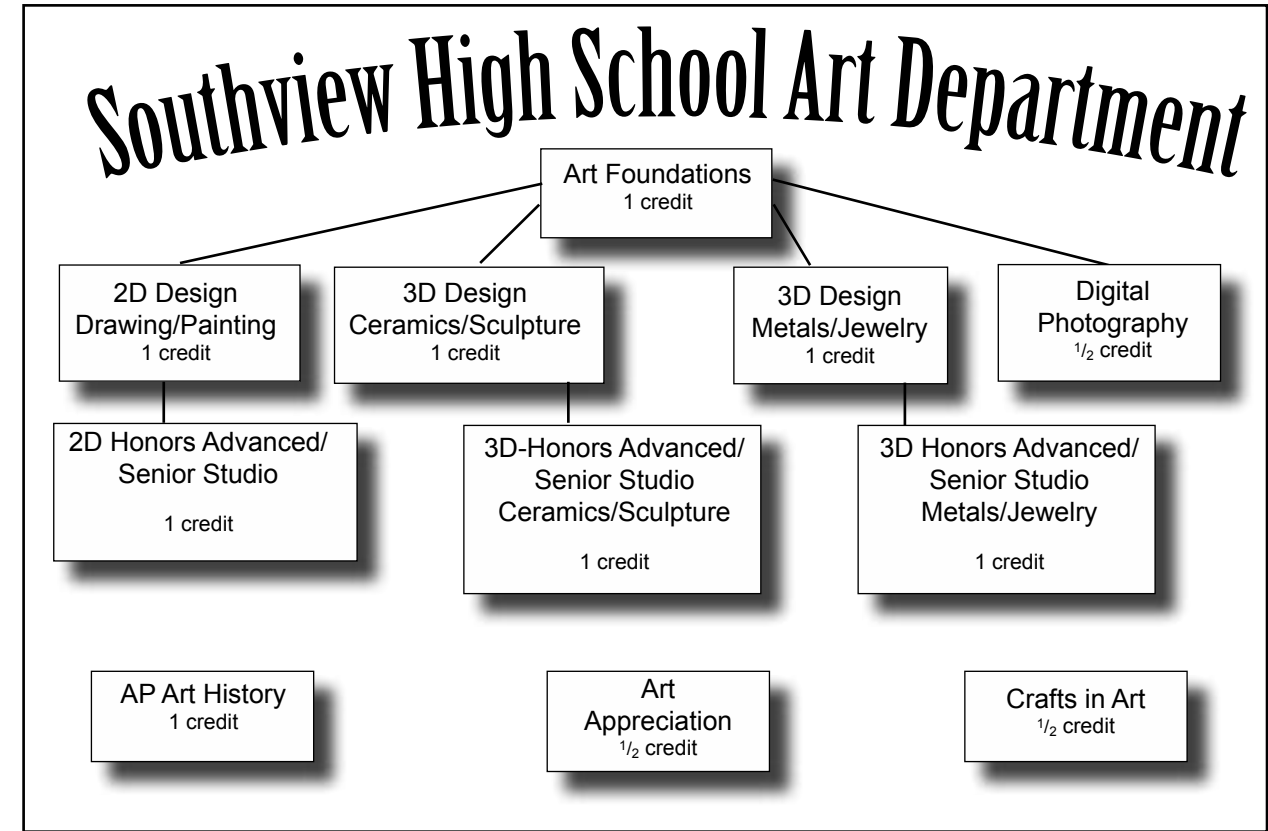 Southview High School Art Department
Art Foundations
1 credit
2D Design
Drawing/Painting
1 credit
3D Design
Ceramics/Sculpture
1 credit
3D Design
Metals/Jewelry
1 credit
Digital
Photography
1/2 credit
2D Honors Advanced/
Senior Studio
1 credit
3D-Honors Advanced/
Senior Studio
Ceramics/Sculpture
1 credit
3D Honors Advanced/
Senior Studio
Metals/Jewelry
1 credit
AP Art History
1 credit
Art
Appreciation
1/2 credit
Crafts in Art
1/2 credit